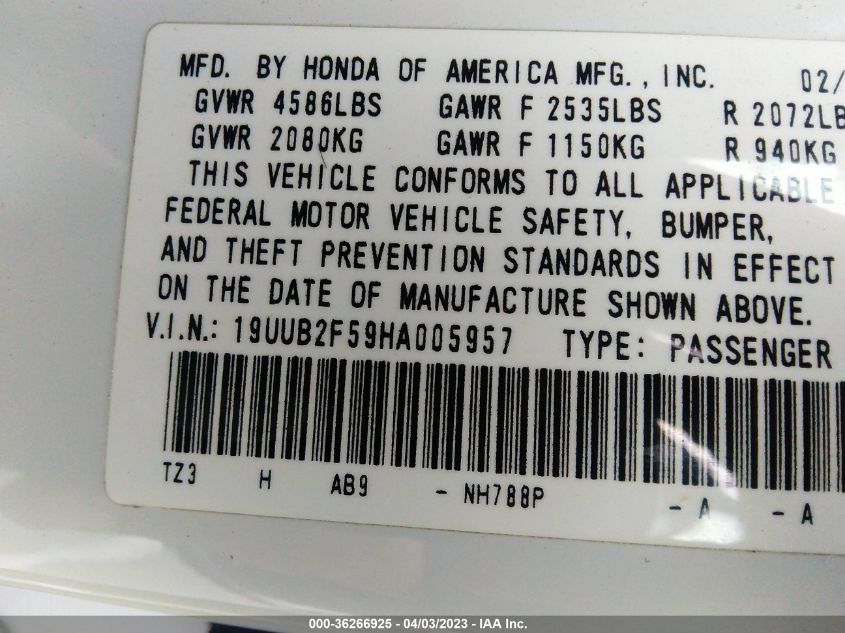 MFD. BY HONDA OF AMERICA MFG., INC. 02/
GVWR 4586LBS GAWR F 2535LBS R 2072LB
GVWR 2080KG GAWR F 1150KG R 940KG
THIS VEHICLE CONFORMS TO ALL APPLICABLE
FEDERAL MOTOR VEHICLE SAFETY, BUMPER,
AND THEFT PREVENTION STANDARDS IN EFFECT
ON THE DATE OF MANUFACTURE SHOWN ABOVE.
V.I.N.: 19UUB2F59HA005957 TYPE: PASSENGER
TZ3 H AB9 - NH788P - A - A
000-36266925 - 04/03/2023 - IAA Inc.